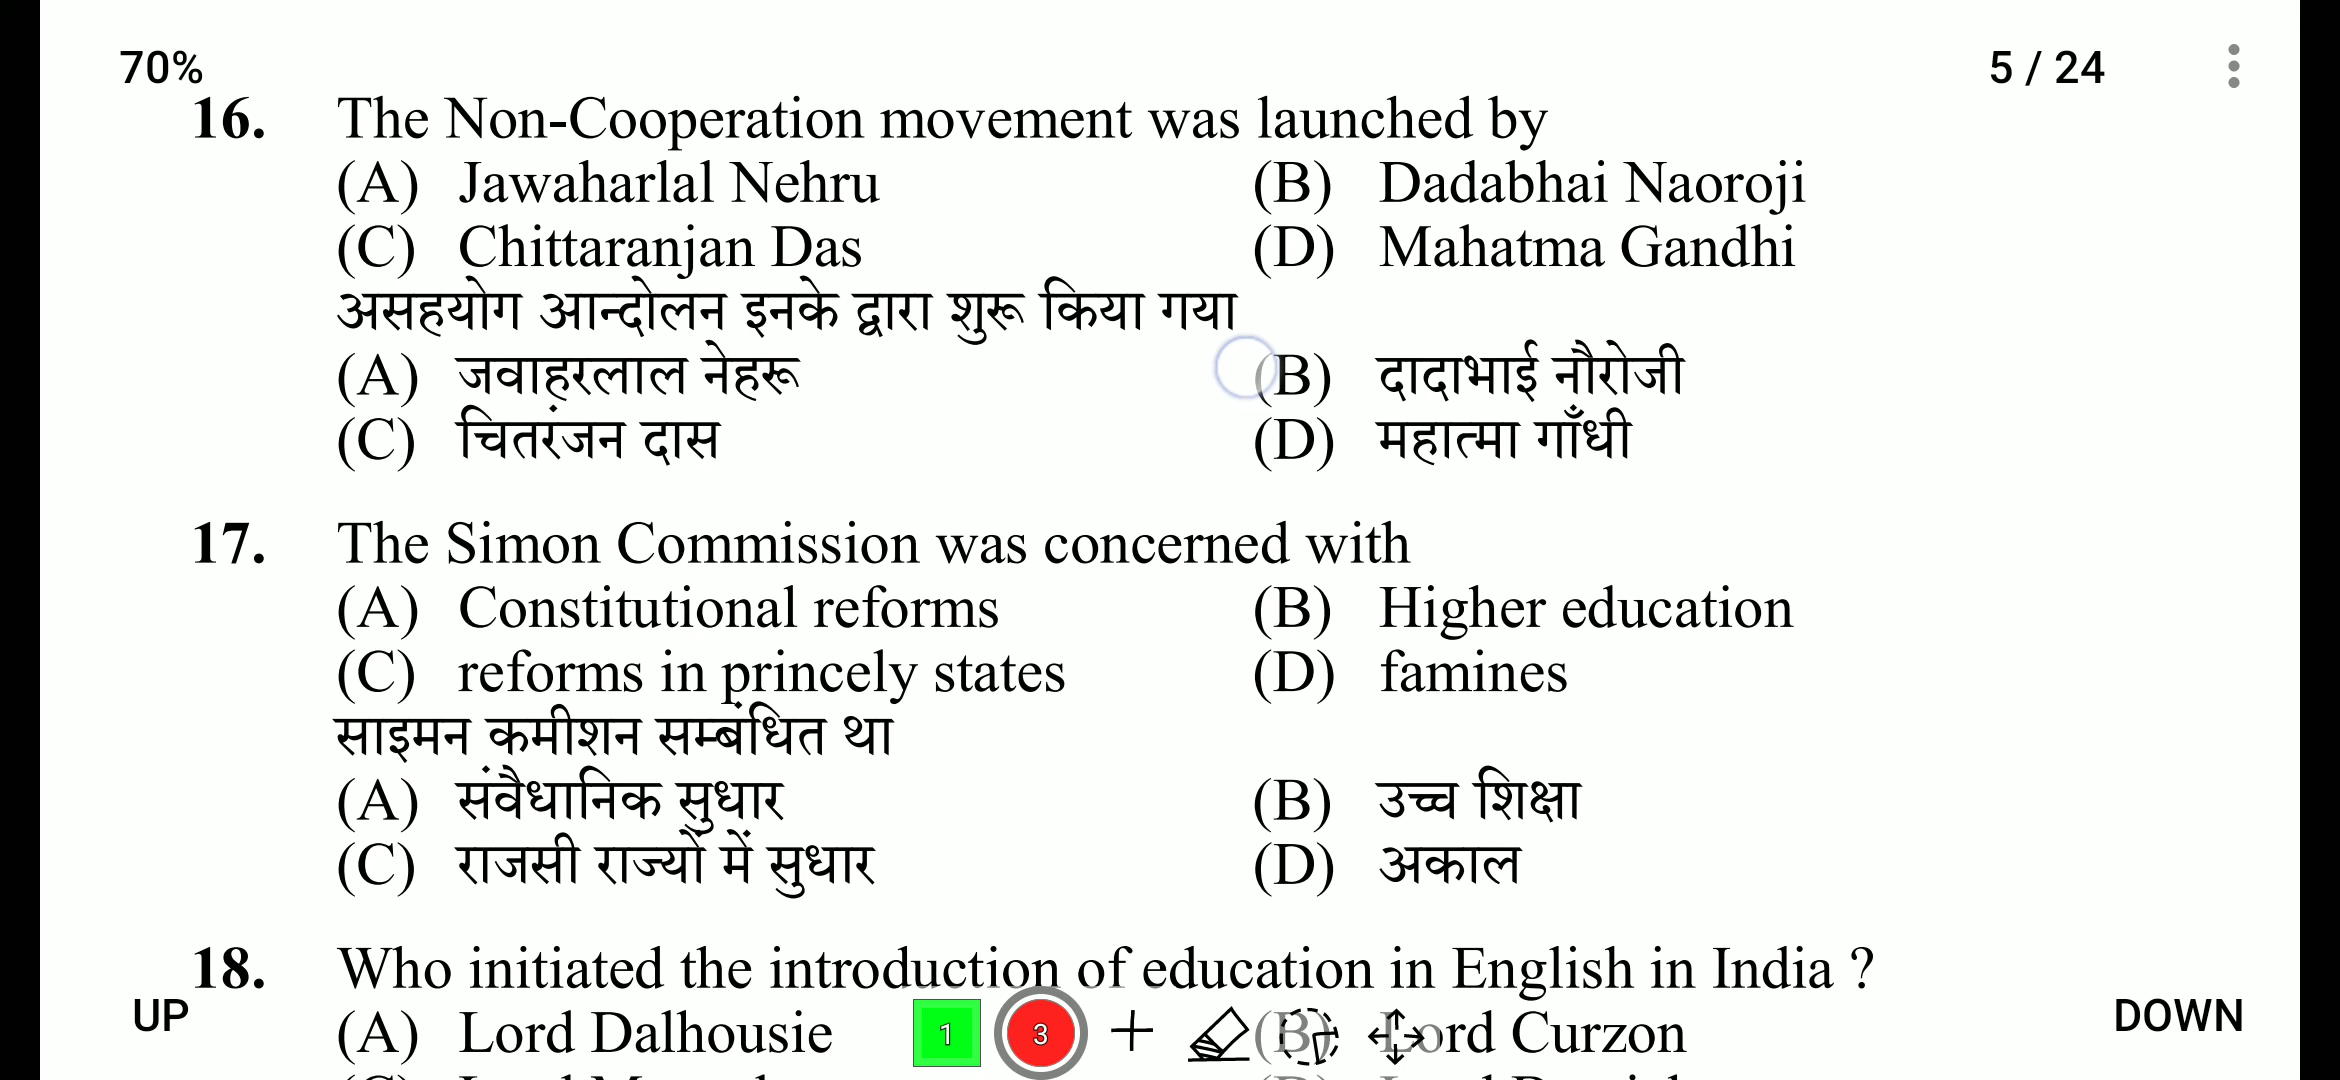 70%
5 / 24
16. The Non-Cooperation movement was launched by
(A) Jawaharlal Nehru (B) Dadabhai Naoroji
(C) Chittaranjan Das (D) Mahatma Gandhi
असहयोग आन्दोलन इनके द्वारा शुरू किया गया
(A) जवाहरलाल नेहरू (B) दादाभाई नौरोजी
(C) चितरंजन दास (D) महात्मा गाँधी
17. The Simon Commission was concerned with
(A) Constitutional reforms (B) Higher education
(C) reforms in princely states (D) famines
साइमन कमीशन सम्बंधित था
(A) संवैधानिक सुधार (B) उच्च शिक्षा
(C) राजसी राज्यों में सुधार (D) अकाल
18. Who initiated the introduction of education in English in India ?
UP DOWN
(A) Lord Dalhousie 1 3 (B) Lord Curzon